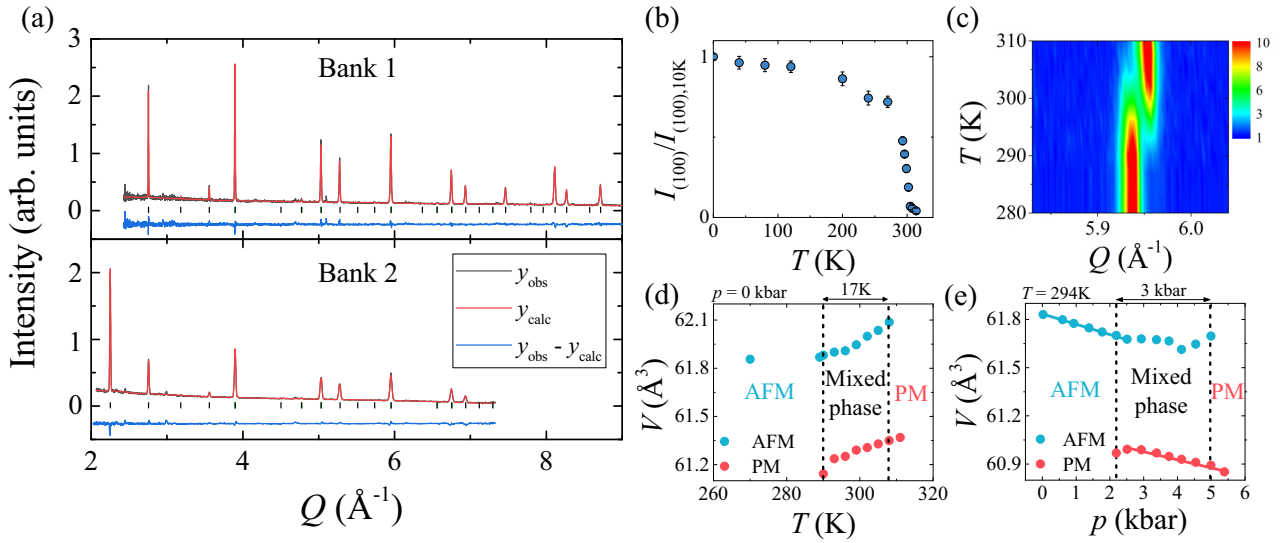 (a)
Intensity (arb. units)
3
2
1
0
Bank 1
2
1
0
Bank 2
y_obs
y_calc
y_obs - y_calc
2 4 6 8
Q (Å⁻¹)
(b)
I_(100)/I_(100),10K
1
0
0 100 200 300
T (K)
(c)
T (K)
310
300
290
280
5.9 6.0
Q (Å⁻¹)
10
8
6
3
1
(d)
p = 0 kbar
17K
V (Å³)
62.1
61.8
61.5
61.2
AFM
Mixed
phase
PM
AFM
PM
260 280 300 320
T (K)
(e)
T = 294K
3 kbar
V (Å³)
61.8
61.5
61.2
60.9
AFM
Mixed
phase
PM
AFM
PM
0 1 2 3 4 5 6
p (kbar)